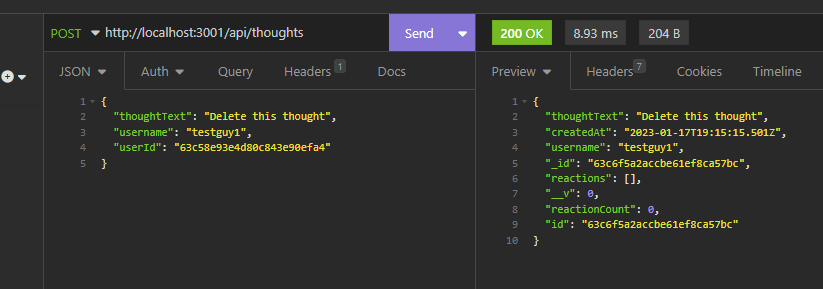 POST http://localhost:3001/api/thoughts Send 200 OK 8.93 ms 204 B
JSON Auth Query Headers 1 Docs Preview Headers 7 Cookies Timeline
1 {
2 "thoughtText": "Delete this thought",
3 "username": "testguy1",
4 "userId": "63c58e93e4d80c843e90efa4"
5 }
1 {
2 "thoughtText": "Delete this thought",
3 "createdAt": "2023-01-17T19:15:15.501Z",
4 "username": "testguy1",
5 "_id": "63c6f5a2accbe61ef8ca57bc",
6 "reactions": [],
7 "__v": 0,
8 "reactionCount": 0,
9 "id": "63c6f5a2accbe61ef8ca57bc"
10 }